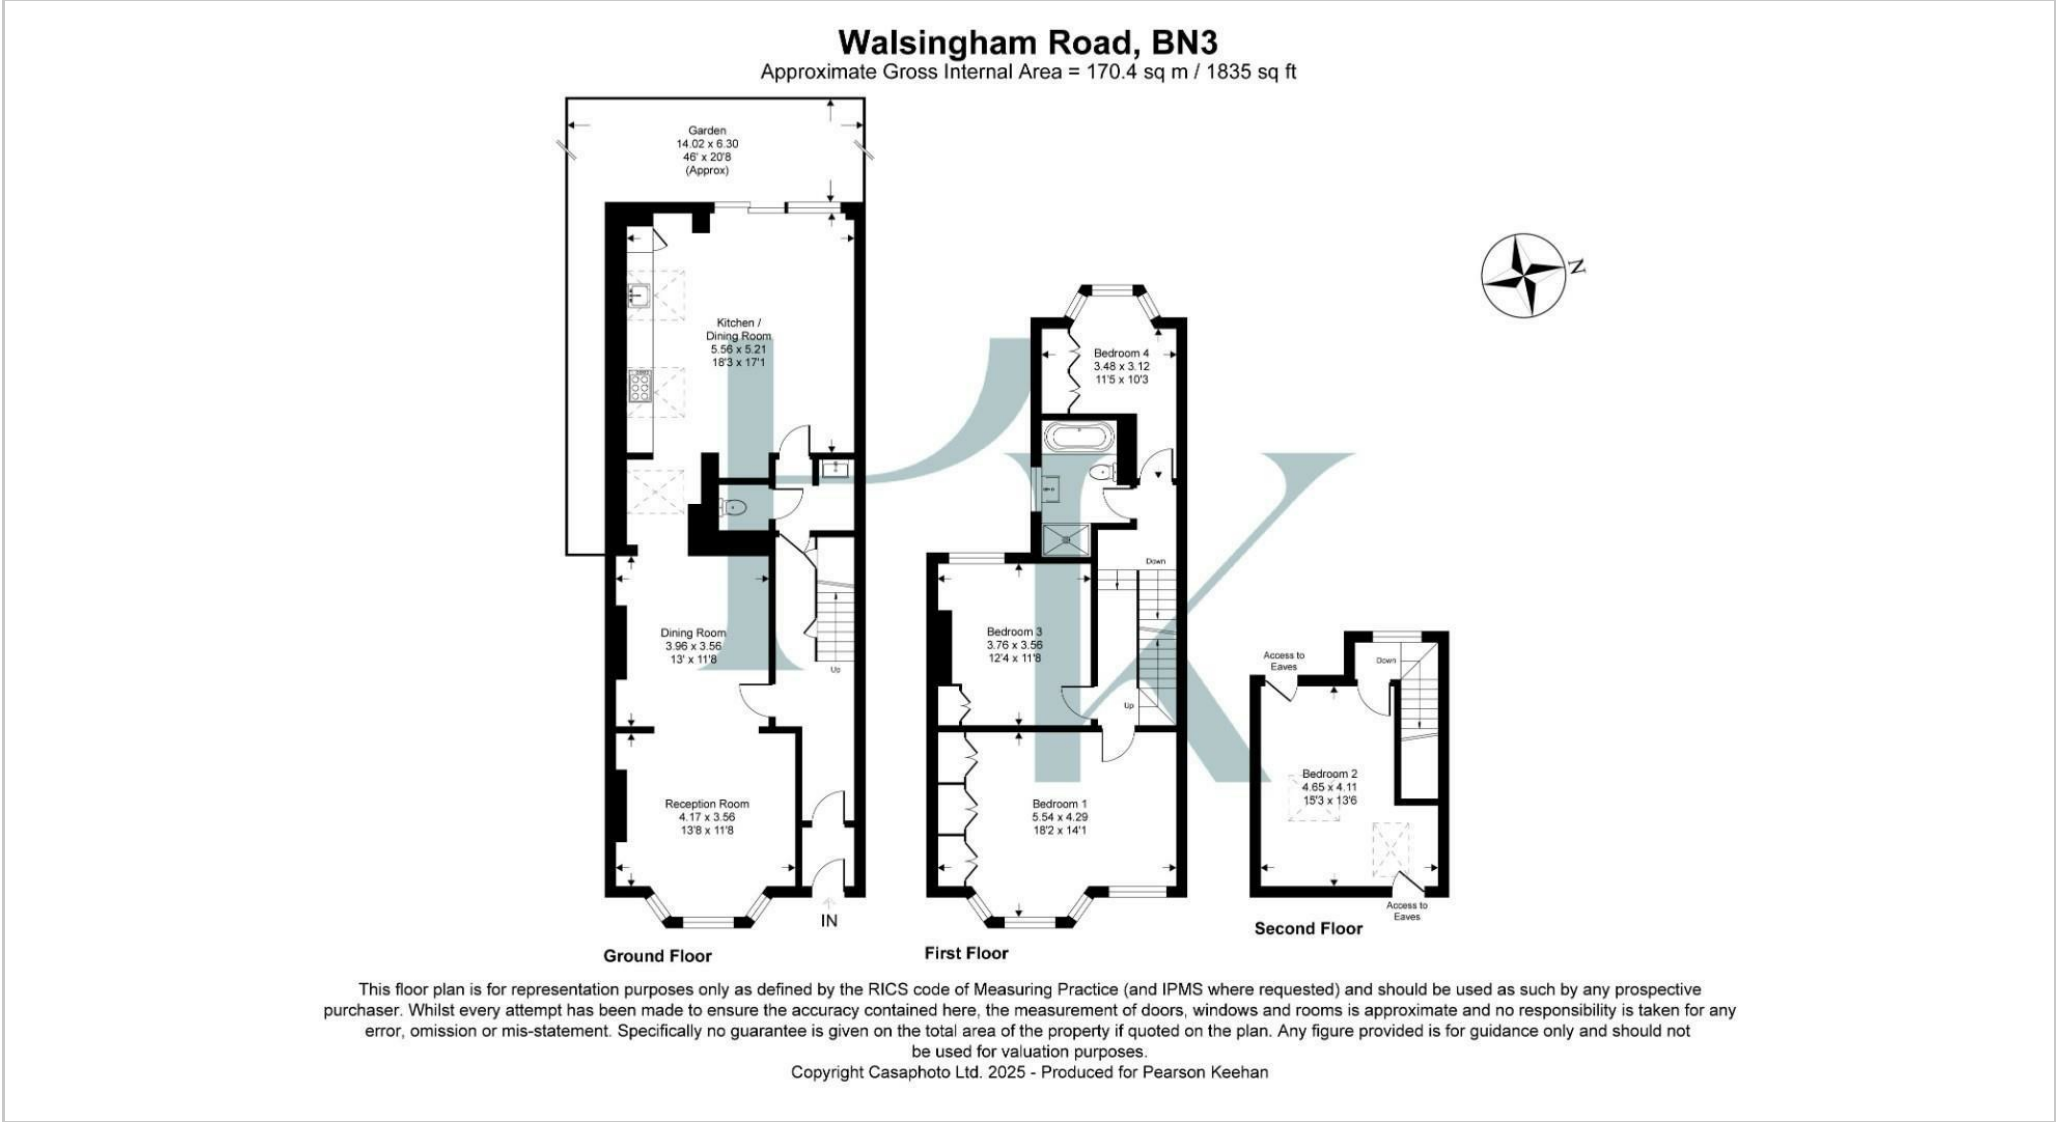 Walsingham Road, BN3
Approximate Gross Internal Area = 170.4 sq m / 1835 sq ft
Garden
14.02 x 6.30
46' x 20'8
(Approx)
Kitchen /
Dining Room
5.56 x 5.21
18'3 x 17'1
Dining Room
3.96 x 3.56
13' x 11'8
Up
Reception Room
4.17 x 3.56
13'8 x 11'8
IN
Ground Floor
Bedroom 4
3.48 x 3.12
11'5 x 10'3
Down
Bedroom 3
3.76 x 3.56
12'4 x 11'8
Up
Bedroom 1
5.54 x 4.29
18'2 x 14'1
First Floor
N
Access to
Eaves
Down
Bedroom 2
4.65 x 4.11
15'3 x 13'6
Access to
Eaves
Second Floor
PK
This floor plan is for representation purposes only as defined by the RICS code of Measuring Practice (and IPMS where requested) and should be used as such by any prospective
purchaser. Whilst every attempt has been made to ensure the accuracy contained here, the measurement of doors, windows and rooms is approximate and no responsibility is taken for any
error, omission or mis-statement. Specifically no guarantee is given on the total area of the property if quoted on the plan. Any figure provided is for guidance only and should not
be used for valuation purposes.
Copyright Casaphoto Ltd. 2025 - Produced for Pearson Keehan